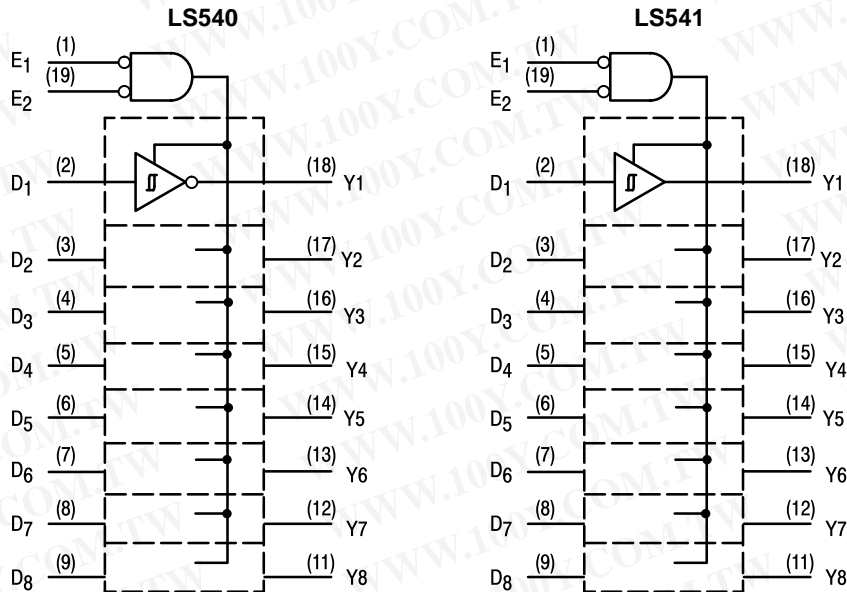 LS540
E1 (1)
E2 (19)
D1 (2) (18) Y1
D2 (3) (17) Y2
D3 (4) (16) Y3
D4 (5) (15) Y4
D5 (6) (14) Y5
D6 (7) (13) Y6
D7 (8) (12) Y7
D8 (9) (11) Y8
LS541
E1 (1)
E2 (19)
D1 (2) (18) Y1
D2 (3) (17) Y2
D3 (4) (16) Y3
D4 (5) (15) Y4
D5 (6) (14) Y5
D6 (7) (13) Y6
D7 (8) (12) Y7
D8 (9) (11) Y8
WWW.100Y.COM.TW